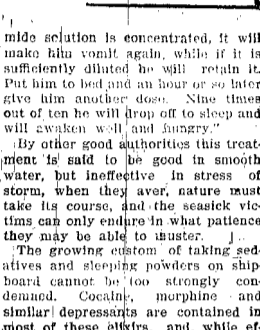 mide solution is concentrated, it will
make him vomit again, while if it is
sufficiently diluted he will retain it.
Put him to bed and an hour or so later
give him another dose. Nine times
out of ten he will drop off to sleep and
will awaken well and hungry."
By other good authorities this treat-
ment is said to be good in smooth
water, but ineffective in stress of
storm, when they aver, nature must
take its course, and the seasick vic-
tims can only endure in what patience
they may be able to muster.
The growing custom of taking sed-
atives and sleeping powders on ship-
board cannot be too strongly con-
demned. Cocaine, morphine and
similar depressants are contained in
most of these elixirs, and while ef-